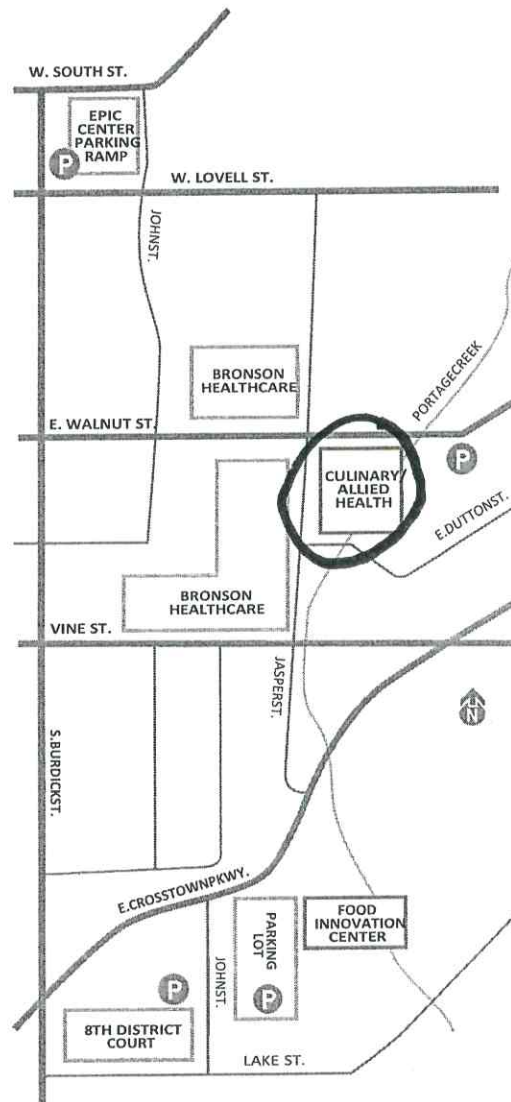 W. SOUTH ST.
EPIC
CENTER
PARKING
RAMP
P
W. LOVELL ST.
JOHNST.
PORTAGECREEK
BRONSON
HEALTHCARE
E. WALNUT ST.
P
CULINARY/
ALLIED
HEALTH
E.DUTTONST.
BRONSON
HEALTHCARE
VINE ST.
JASPERST.
N
S.BURDICKST.
E.CROSSTOWNPKWY.
PARKING
LOT
P
FOOD
INNOVATION
CENTER
JOHNST.
P
8TH DISTRICT
COURT
LAKE ST.